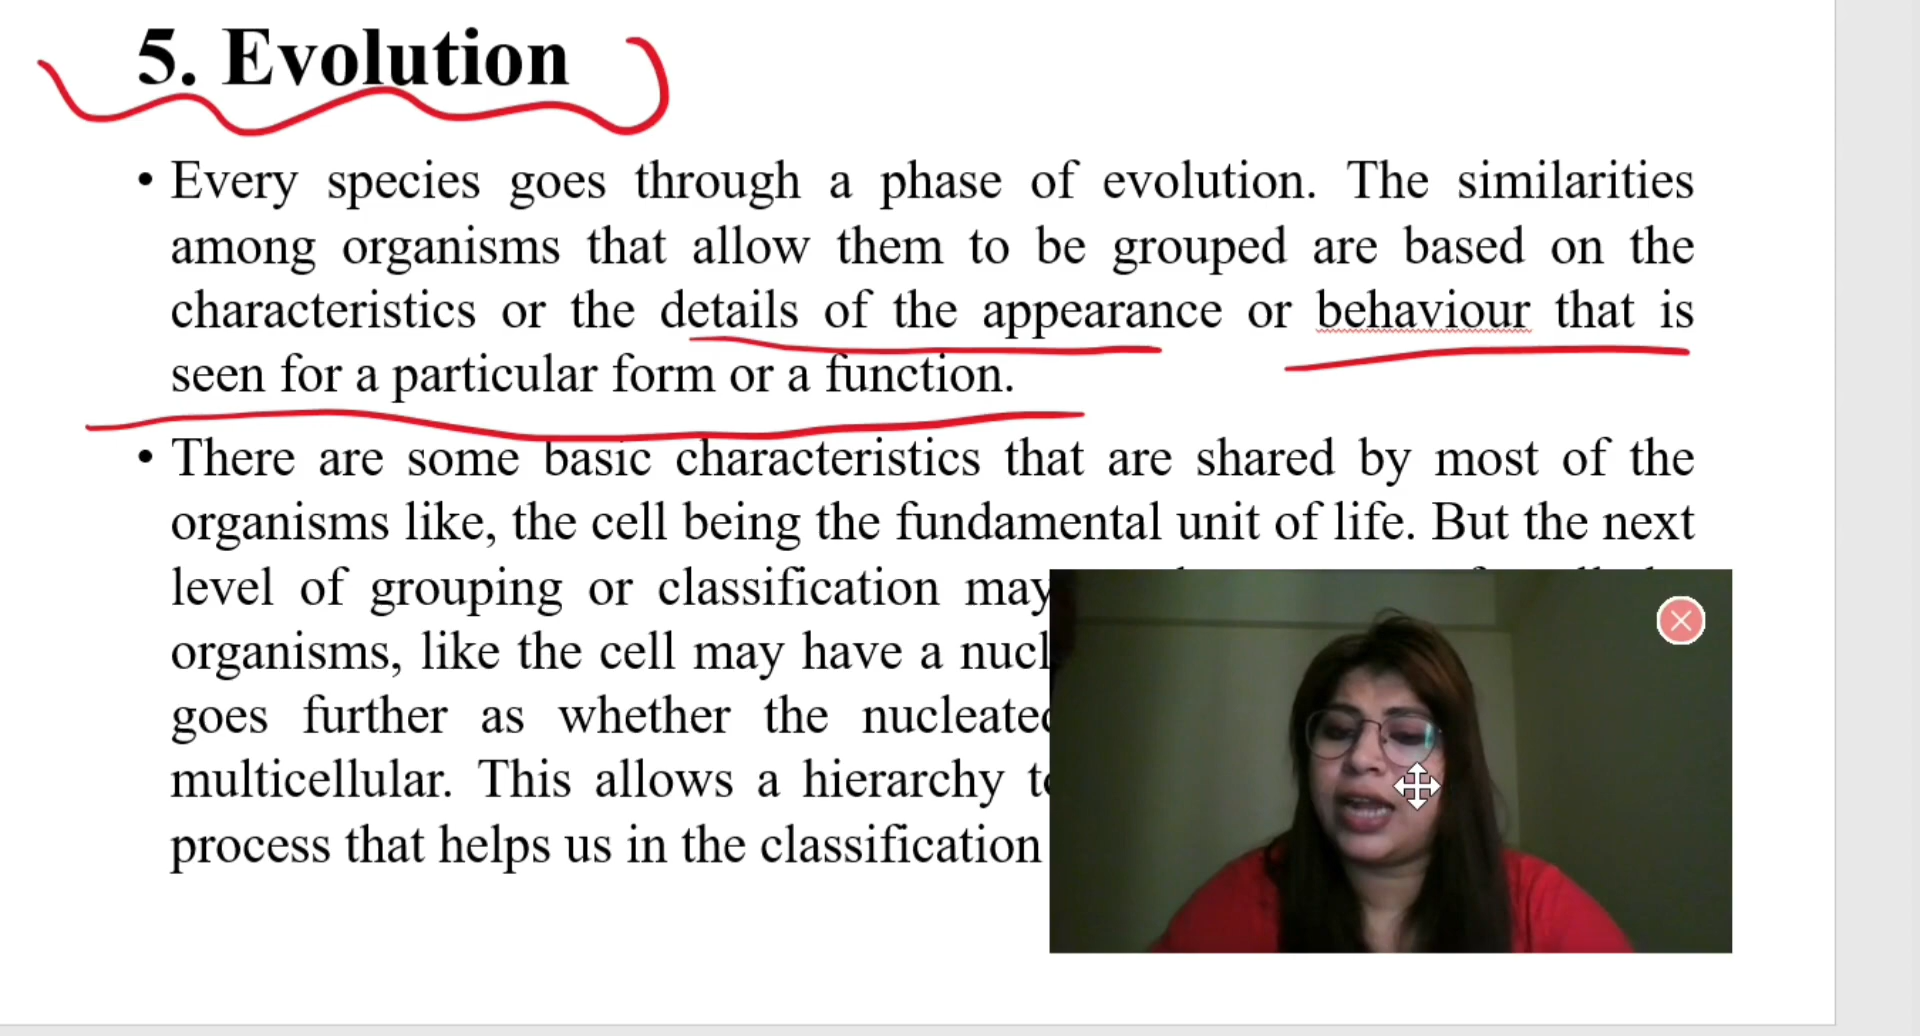 5. Evolution
• Every species goes through a phase of evolution. The similarities
among organisms that allow them to be grouped are based on the
characteristics or the details of the appearance or behaviour that is
seen for a particular form or a function.
• There are some basic characteristics that are shared by most of the
organisms like, the cell being the fundamental unit of life. But the next
level of grouping or classification may
organisms, like the cell may have a
goes further as whether the
multicellular. This allows a hierarchy
process that helps us in the classification